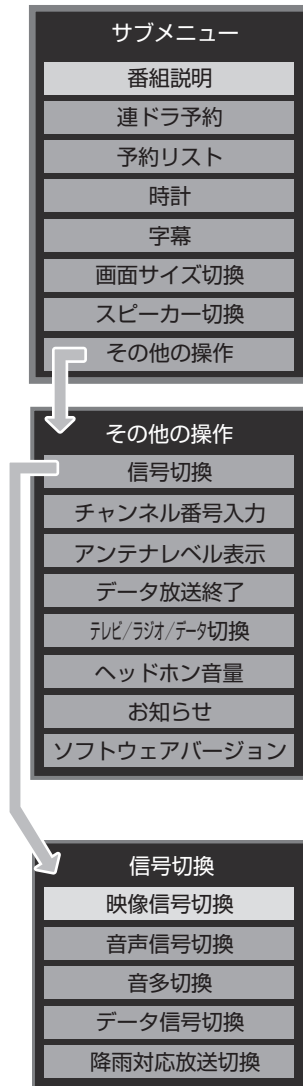 サブメニュー
番組説明
連ドラ予約
予約リスト
時計
字幕
画面サイズ切換
スピーカー切換
その他の操作
その他の操作
信号切換
チャンネル番号入力
アンテナレベル表示
データ放送終了
テレビ/ラジオ/データ切換
ヘッドホン音量
お知らせ
ソフトウェアバージョン
信号切換
映像信号切換
音声信号切換
音多切換
データ信号切換
降雨対応放送切換